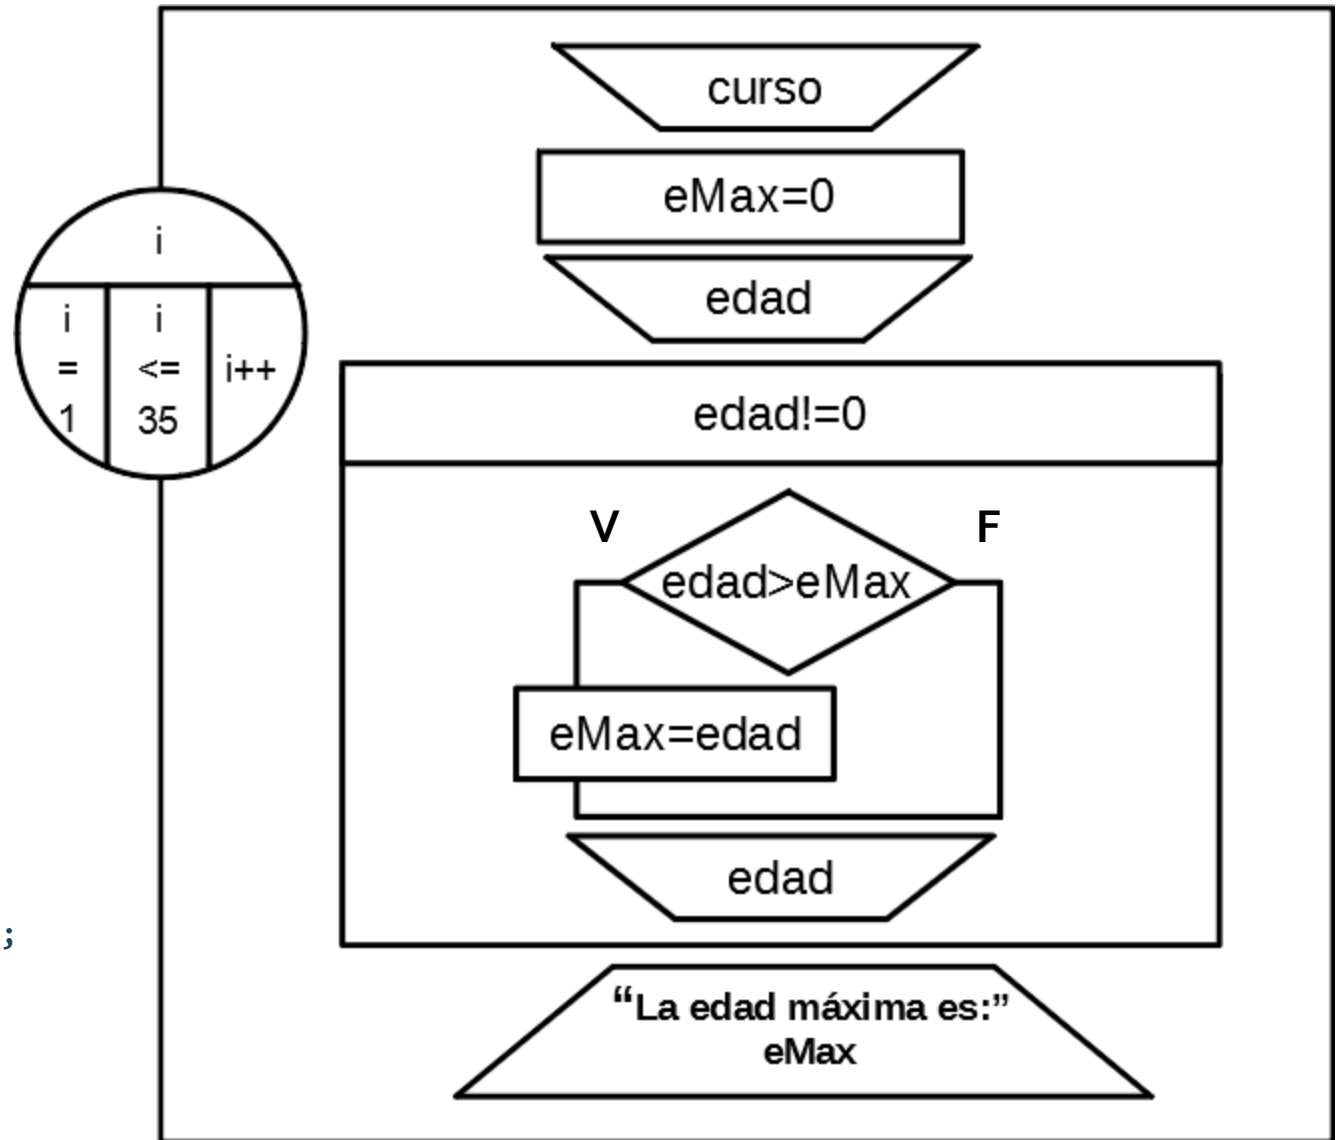 curso
eMax=0
edad
i
i
=
1
i
<=
35
i++
edad!=0
V
F
edad>eMax
eMax=edad
edad
;
“La edad máxima es:”
eMax